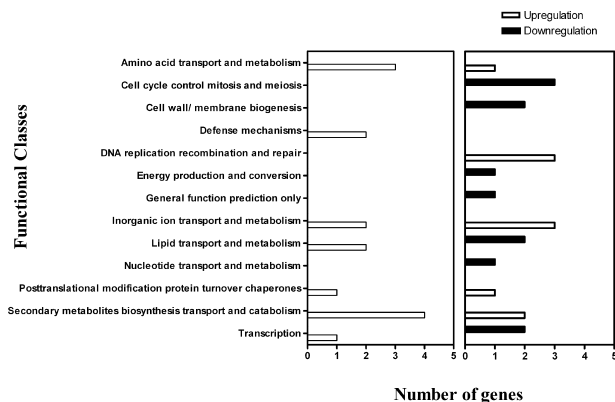 Upregulation
Downregulation
Functional Classes
Amino acid transport and metabolism
Cell cycle control mitosis and meiosis
Cell wall/ membrane biogenesis
Defense mechanisms
DNA replication recombination and repair
Energy production and conversion
General function prediction only
Inorganic ion transport and metabolism
Lipid transport and metabolism
Nucleotide transport and metabolism
Posttranslational modification protein turnover chaperones
Secondary metabolites biosynthesis transport and catabolism
Transcription
0 1 2 3 4 5
0 1 2 3 4 5
Number of genes